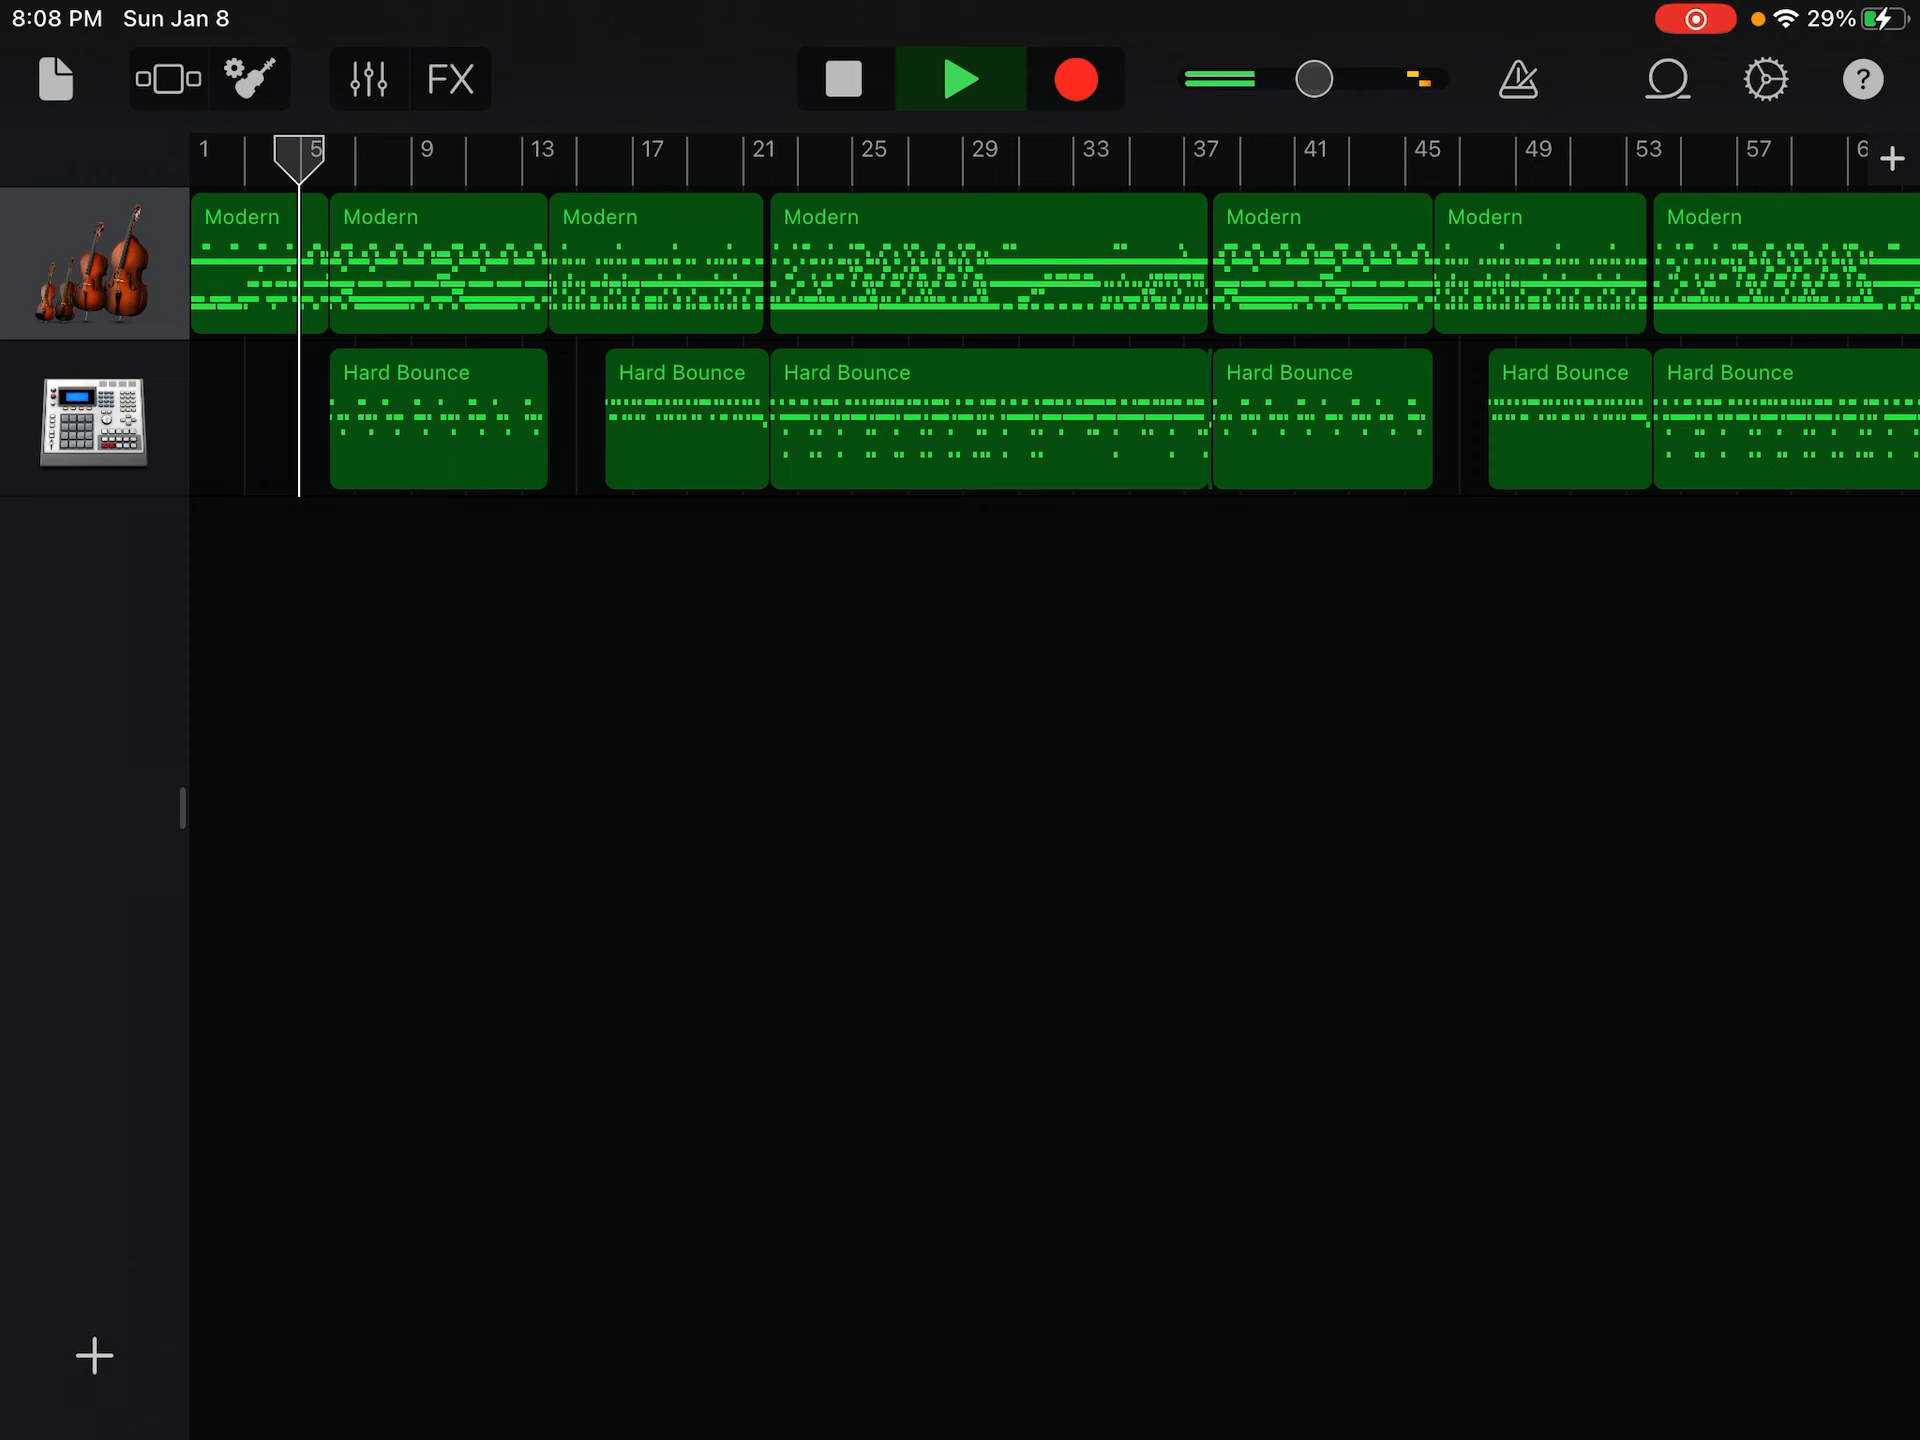 8:08 PM Sun Jan 8 29%
FX
?
1 5 9 13 17 21 25 29 33 37 41 45 49 53 57 6
Modern Modern Modern Modern Modern Modern Modern
Hard Bounce Hard Bounce Hard Bounce Hard Bounce Hard Bounce Hard Bounce